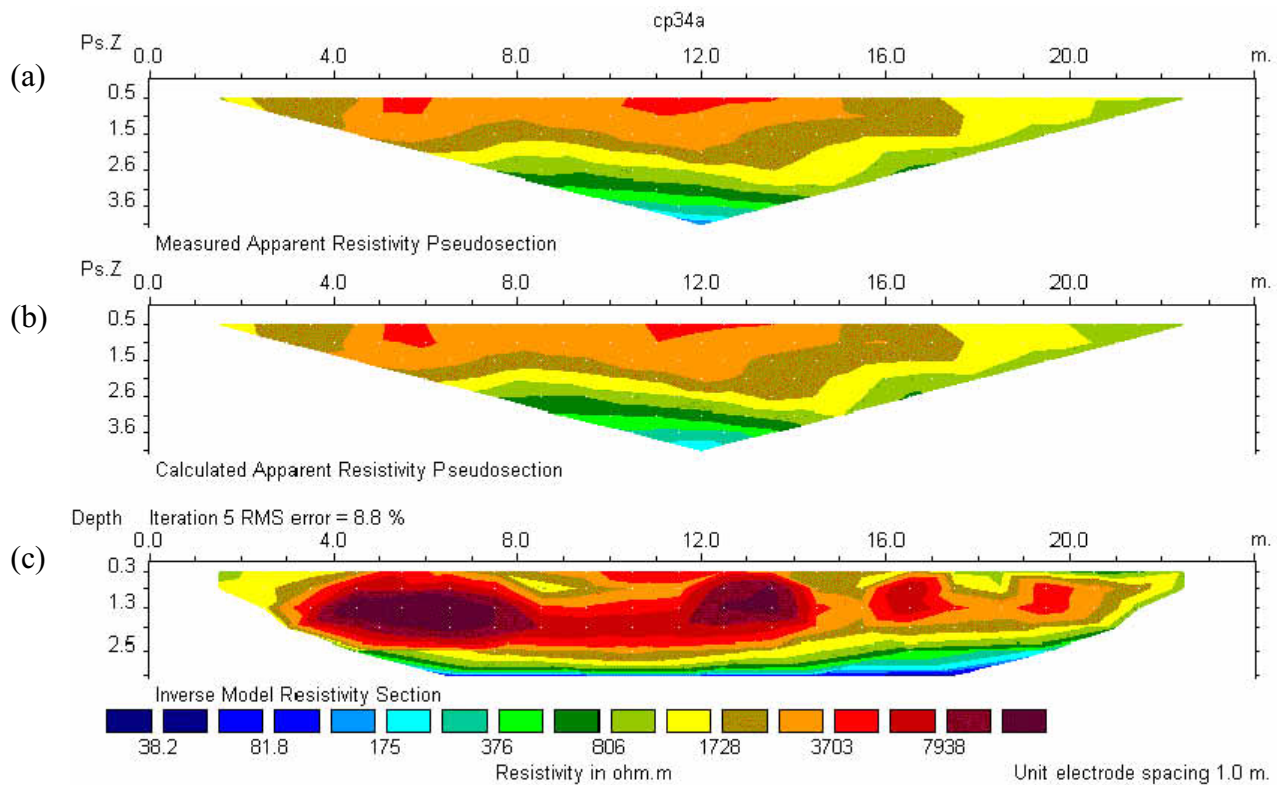 cp34a
Ps.Z 0.0 4.0 8.0 12.0 16.0 20.0 m.
(a)
0.5
1.5
2.6
3.6
Measured Apparent Resistivity Pseudosection
Ps.Z 0.0 4.0 8.0 12.0 16.0 20.0 m.
(b)
0.5
1.5
2.6
3.6
Calculated Apparent Resistivity Pseudosection
Depth Iteration 5 RMS error = 8.8 %
0.0 4.0 8.0 12.0 16.0 20.0 m.
(c)
0.3
1.3
2.5
Inverse Model Resistivity Section
38.2 81.8 175 376 806 1728 3703 7938
Resistivity in ohm.m Unit electrode spacing 1.0 m.